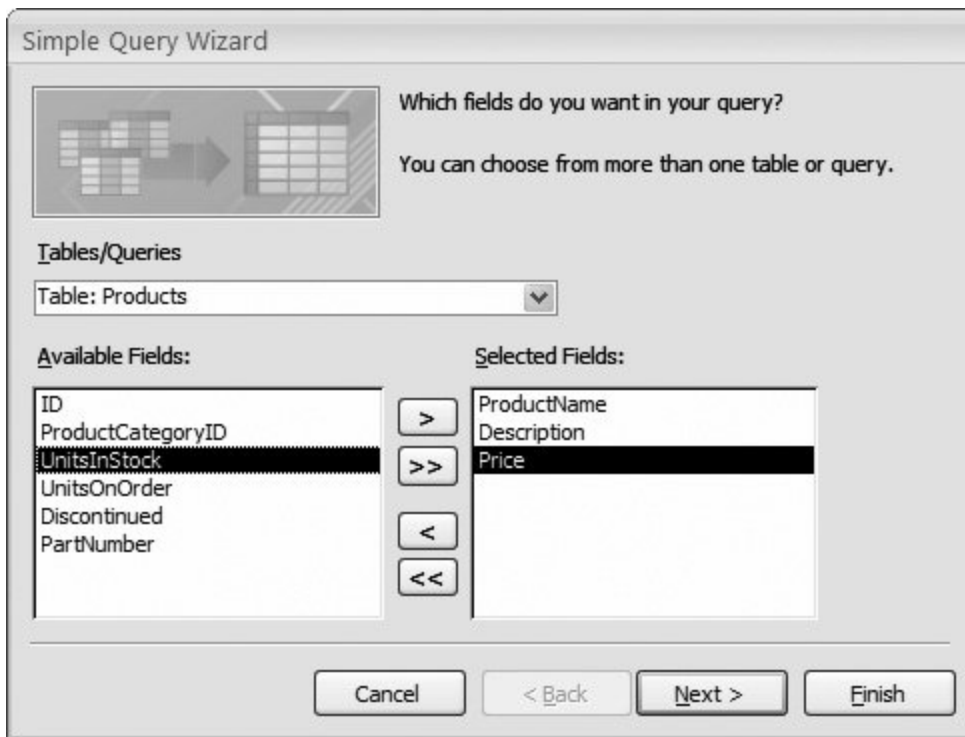 Simple Query Wizard
Which fields do you want in your query?
You can choose from more than one table or query.
Tables/Queries
Table: Products
Available Fields:
Selected Fields:
ID
ProductCategoryID
UnitsInStock
UnitsOnOrder
Discontinued
PartNumber
>
>>
<
<<
ProductName
Description
Price
Cancel
< Back
Next >
Finish